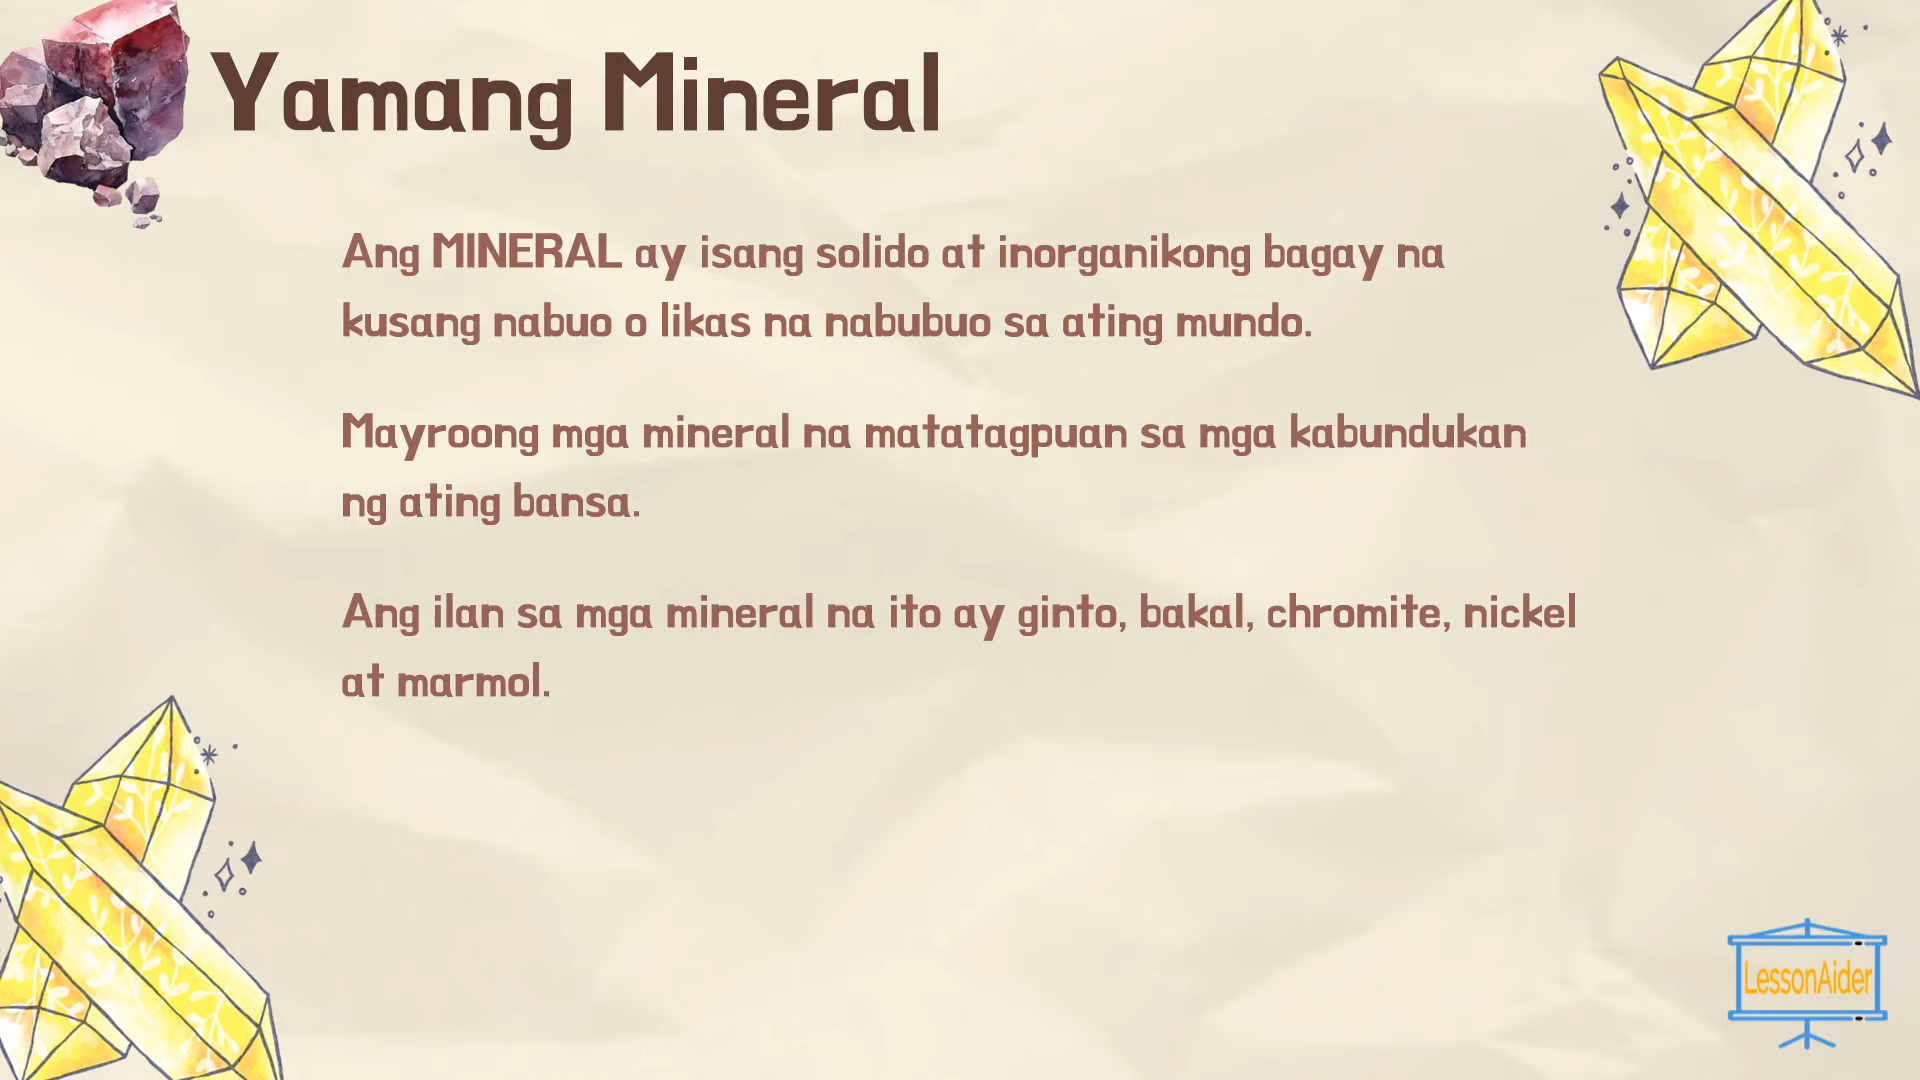 Yamang Mineral
Ang MINERAL ay isang solido at inorganikong bagay na
kusang nabuo o likas na nabubuo sa ating mundo.
Mayroong mga mineral na matatagpuan sa mga kabundukan
ng ating bansa.
Ang ilan sa mga mineral na ito ay ginto, bakal, chromite, nickel
at marmol.
LessonAider